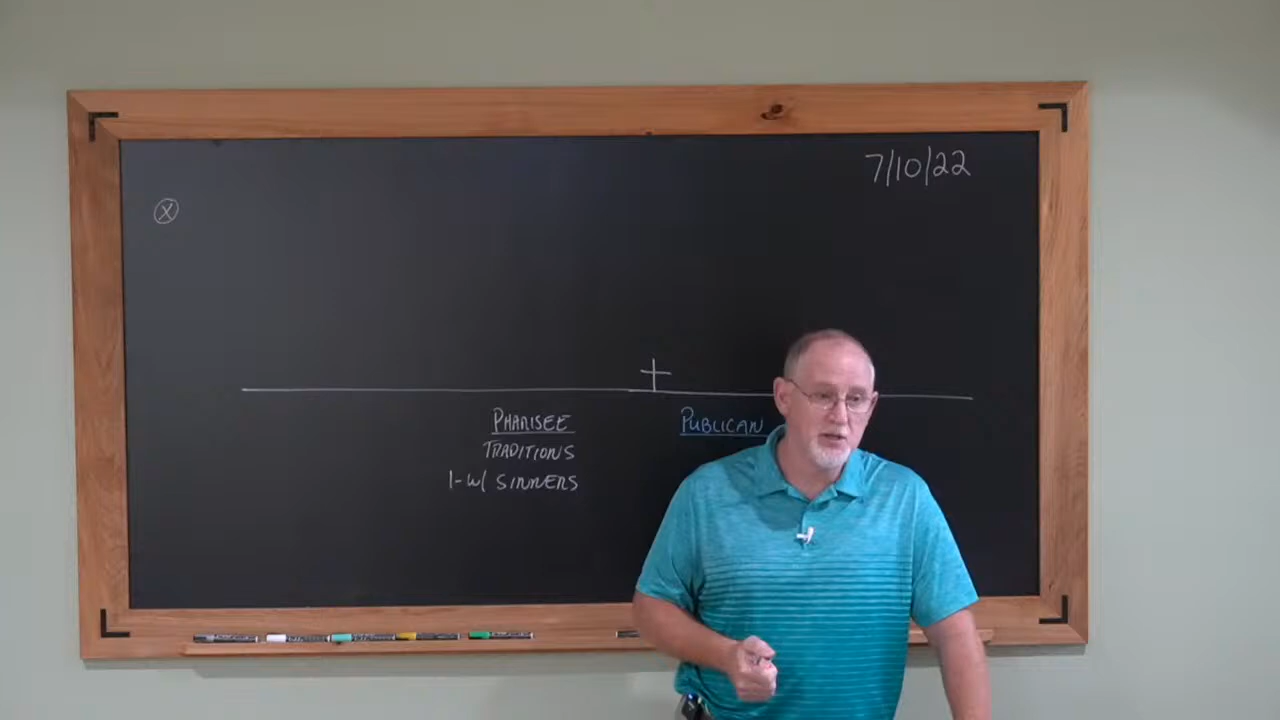 7/10/22
X
PHARISEE
PUBLICAN
TRADITIONS
1-w/ SINNERS